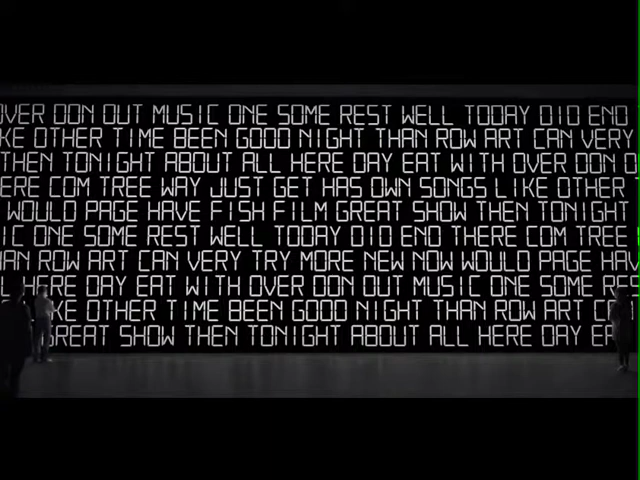 OVER DON OUT MUSIC ONE SOME REST WELL TODAY DID END
KE OTHER TIME BEEN GOOD NIGHT THAN ROW ART CAN VERY
THEN TONIGHT ABOUT ALL HERE DAY EAT WITH OVER DON O
ERE COM TREE WAY JUST GET HAS OWN SONGS LIKE OTHER
WOULD PAGE HAVE FISH FILM GREAT SHOW THEN TONIGHT
IC ONE SOME REST WELL TODAY DID END THERE COM TREE
AN ROW ART CAN VERY TRY MORE NEW NOW WOULD PAGE HAV
HERE DAY EAT WITH OVER DON OUT MUSIC ONE SOME RES
KE OTHER TIME BEEN GOOD NIGHT THAN ROW ART C
GREAT SHOW THEN TONIGHT ABOUT ALL HERE DAY E